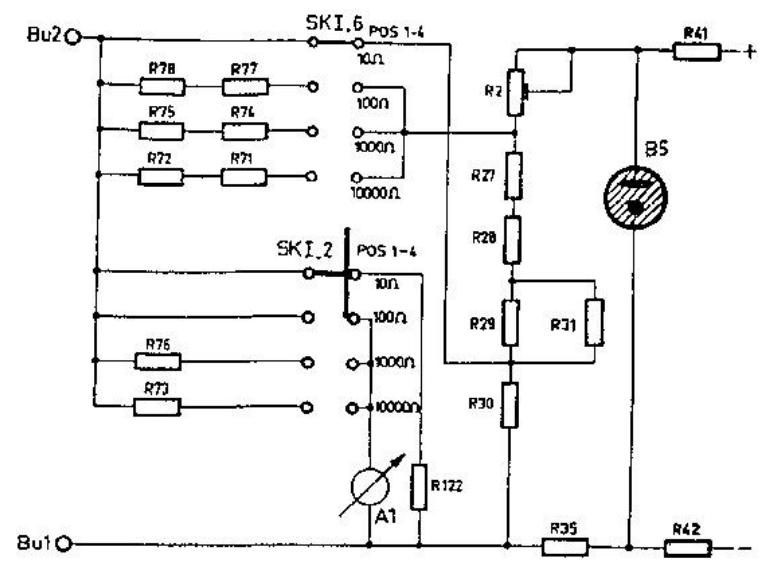 SKI.6
POS 1-4
R41
Bu2
+
10Ω
R78
R77
R2
100Ω
R75
R74
B5
1000Ω
R72
R71
R27
10000Ω
R28
SKI.2
POS 1-4
10Ω
100Ω
R29
R31
R76
1000Ω
R73
10000Ω
R30
R122
A1
R35
R42
Bu1
−